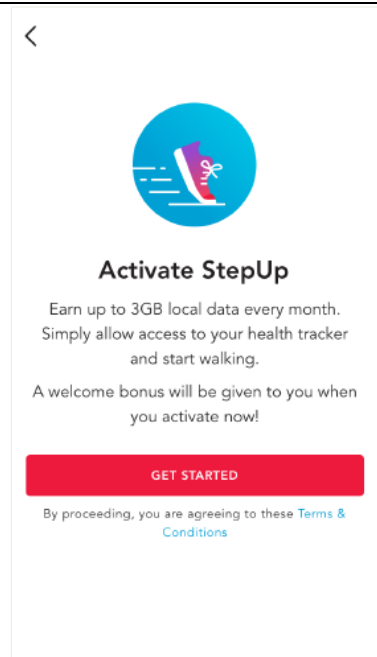 Activate StepUp
Earn up to 3GB local data every month.
Simply allow access to your health tracker
and start walking.
A welcome bonus will be given to you when
you activate now!
GET STARTED
By proceeding, you are agreeing to these Terms &
Conditions